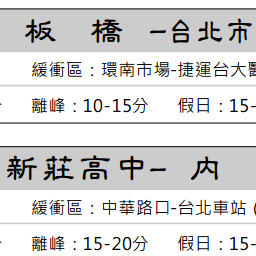 板 橋 -台北市
緩衝區：環南市場-捷運台大醫
離峰：10-15分 假日：15-
新莊高中- 內
緩衝區：中華路口-台北車站 (
離峰：15-20分 假日：15-